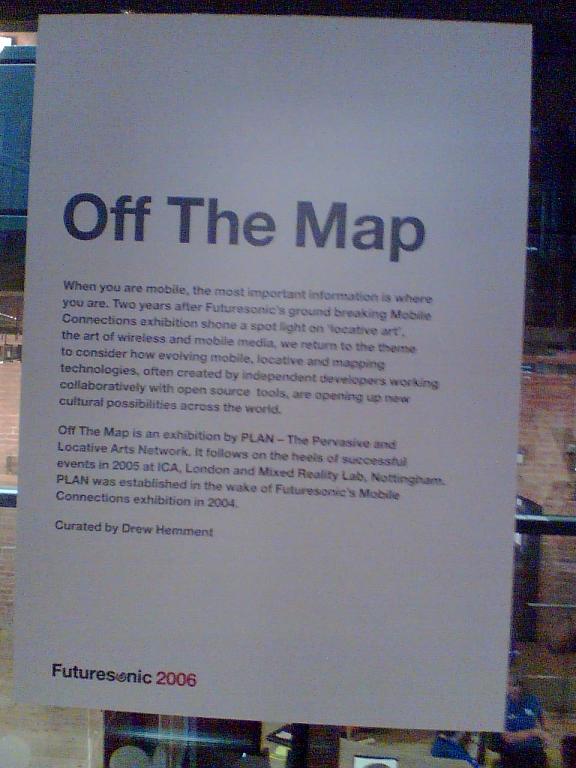 Off The Map
When you are mobile, the most important information is where
you are. Two years after Futuresonic's ground breaking Mobile
Connections exhibition shone a spot light on 'locative art',
the art of wireless and mobile media, we return to the theme
to consider how evolving mobile, locative and mapping
technologies, often created by independent developers working
collaboratively with open source tools, are opening up new
cultural possibilities across the world.
Off The Map is an exhibition by PLAN – The Pervasive and
Locative Arts Network. It follows on the heels of successful
events in 2005 at ICA, London and Mixed Reality Lab, Nottingham.
PLAN was established in the wake of Futuresonic's Mobile
Connections exhibition in 2004.
Curated by Drew Hemment
Futuresonic 2006